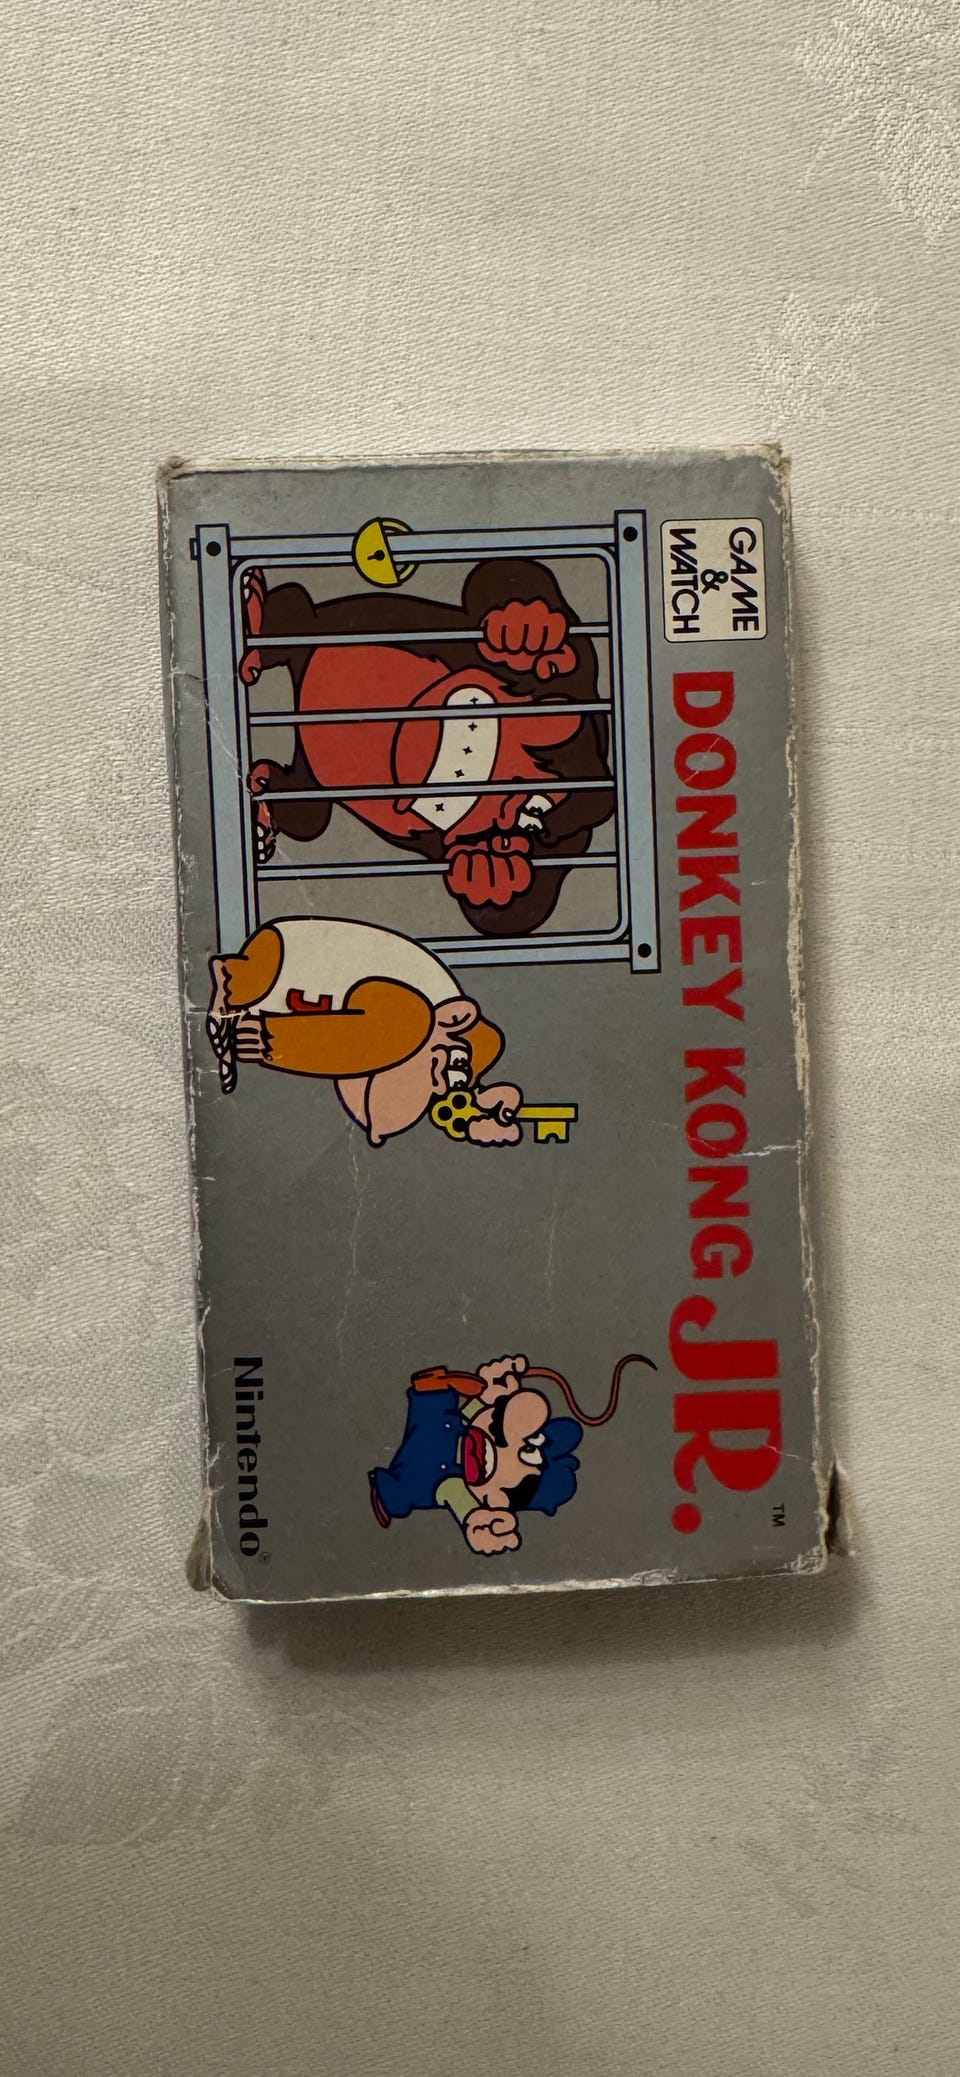 GAME
&
WATCH
DONKEY KONG JR.™
Nintendo®